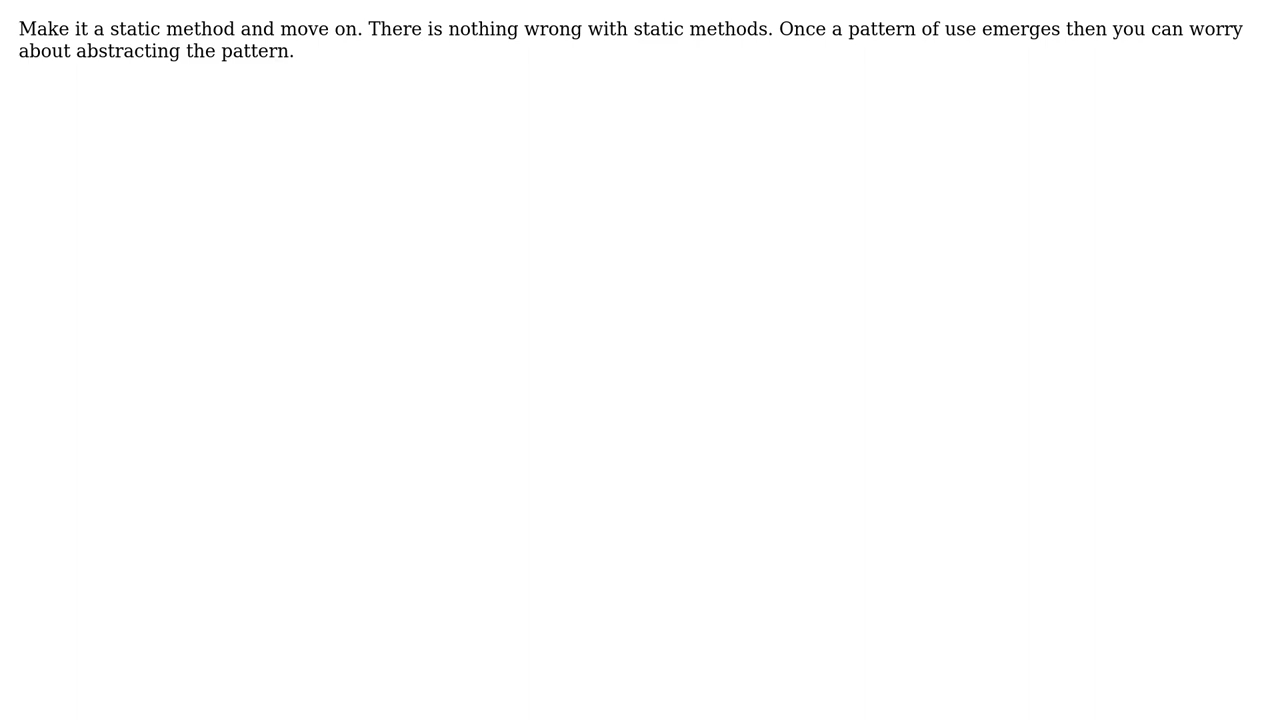 Make it a static method and move on. There is nothing wrong with static methods. Once a pattern of use emerges then you can worry
about abstracting the pattern.